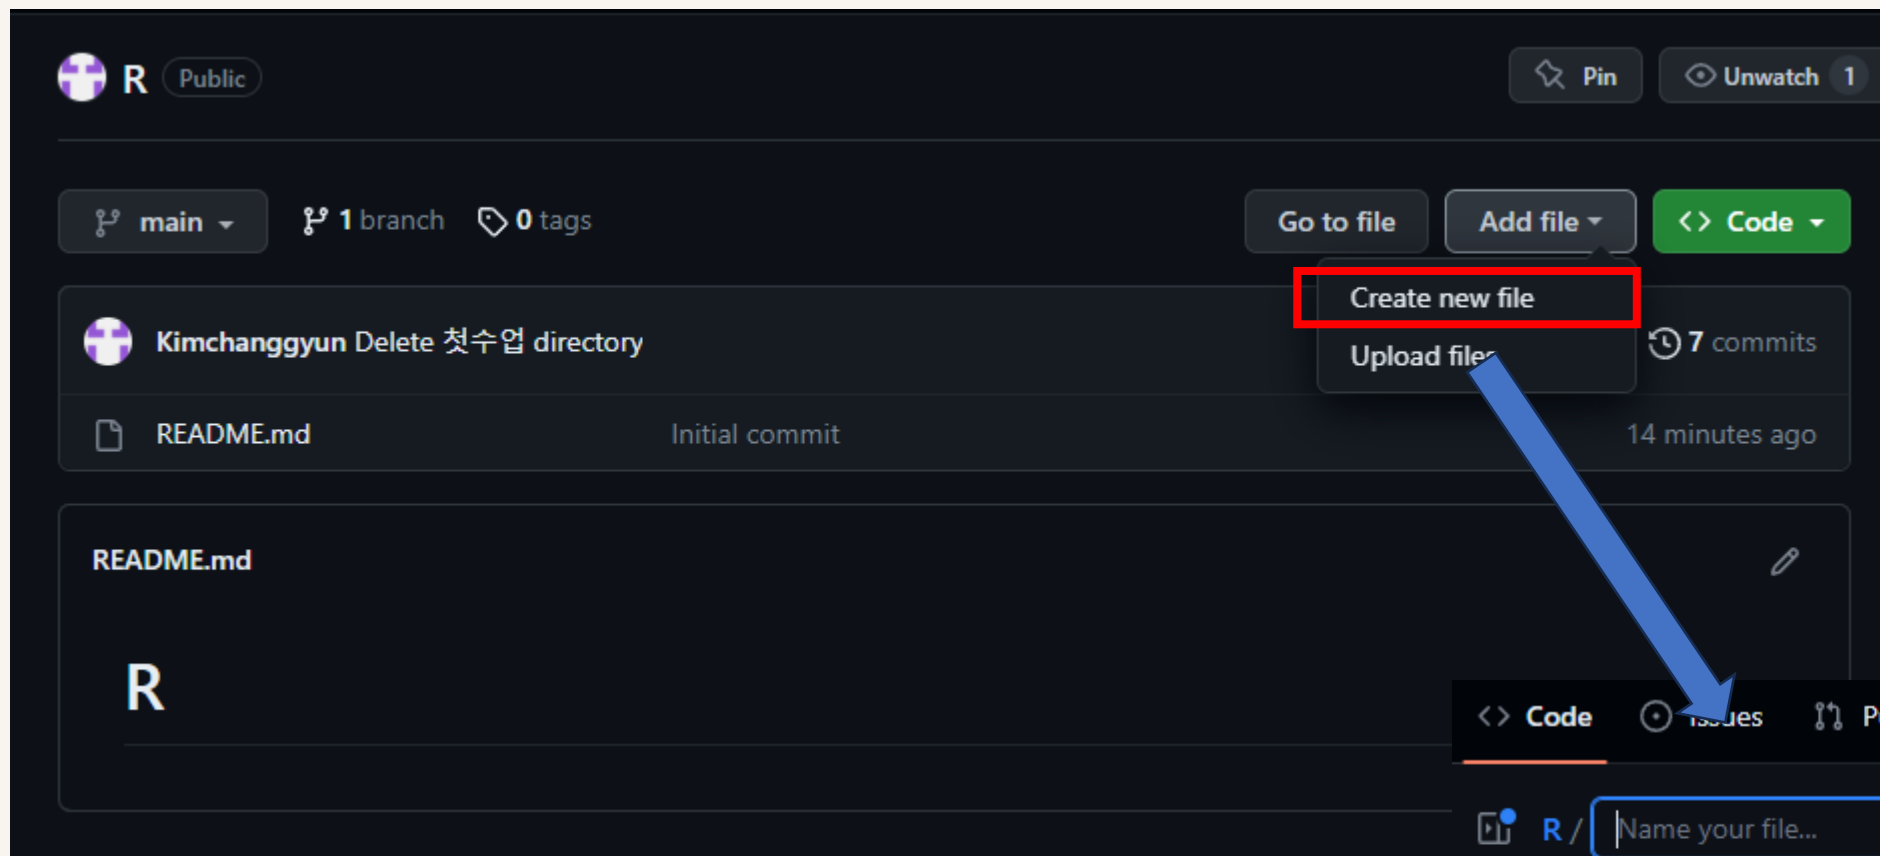 R Public
Pin Unwatch 1
main 1 branch 0 tags Go to file Add file Code
Create new file
Kimchanggyun Delete 첫수업 directory 7 commits
Upload files
README.md Initial commit 14 minutes ago
README.md
R
Code Issues
R / Name your file...